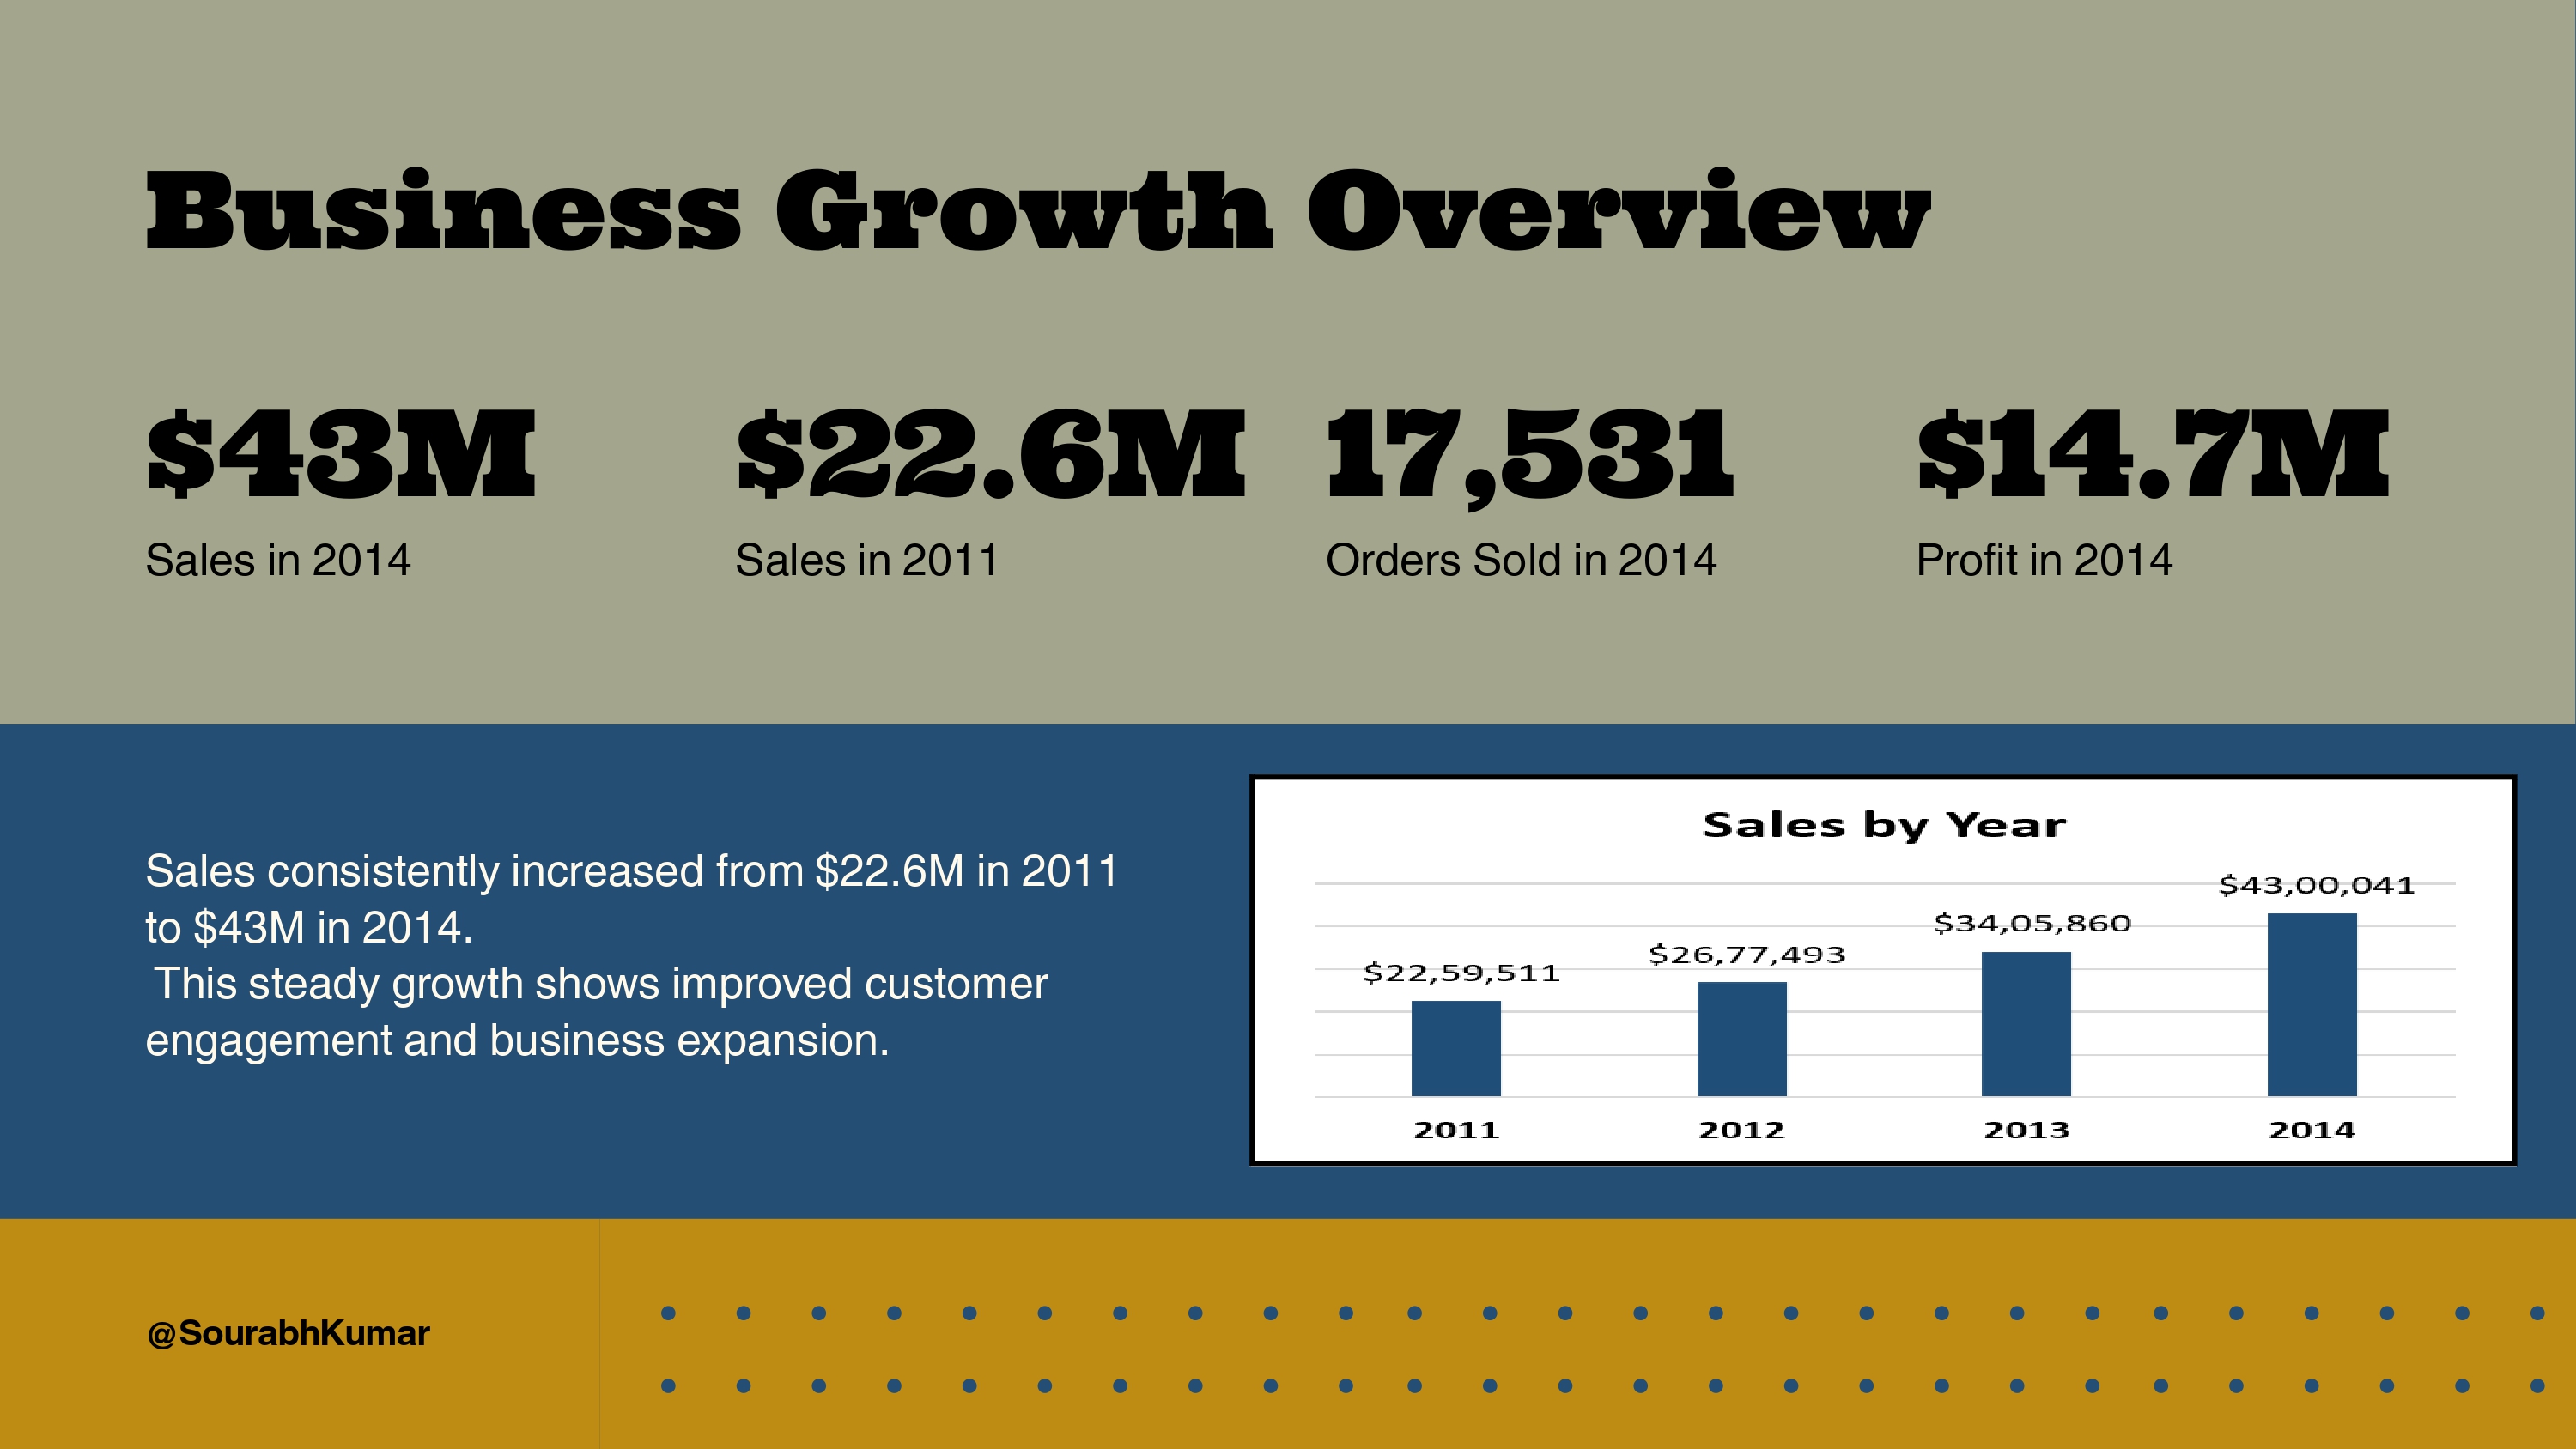 Business Growth Overview
$43M
Sales in 2014
$22.6M
Sales in 2011
17,531
Orders Sold in 2014
$14.7M
Profit in 2014
Sales consistently increased from $22.6M in 2011
to $43M in 2014.
This steady growth shows improved customer
engagement and business expansion.
Sales by Year
$22,59,511
$26,77,493
$34,05,860
$43,00,041
2011
2012
2013
2014
@SourabhKumar